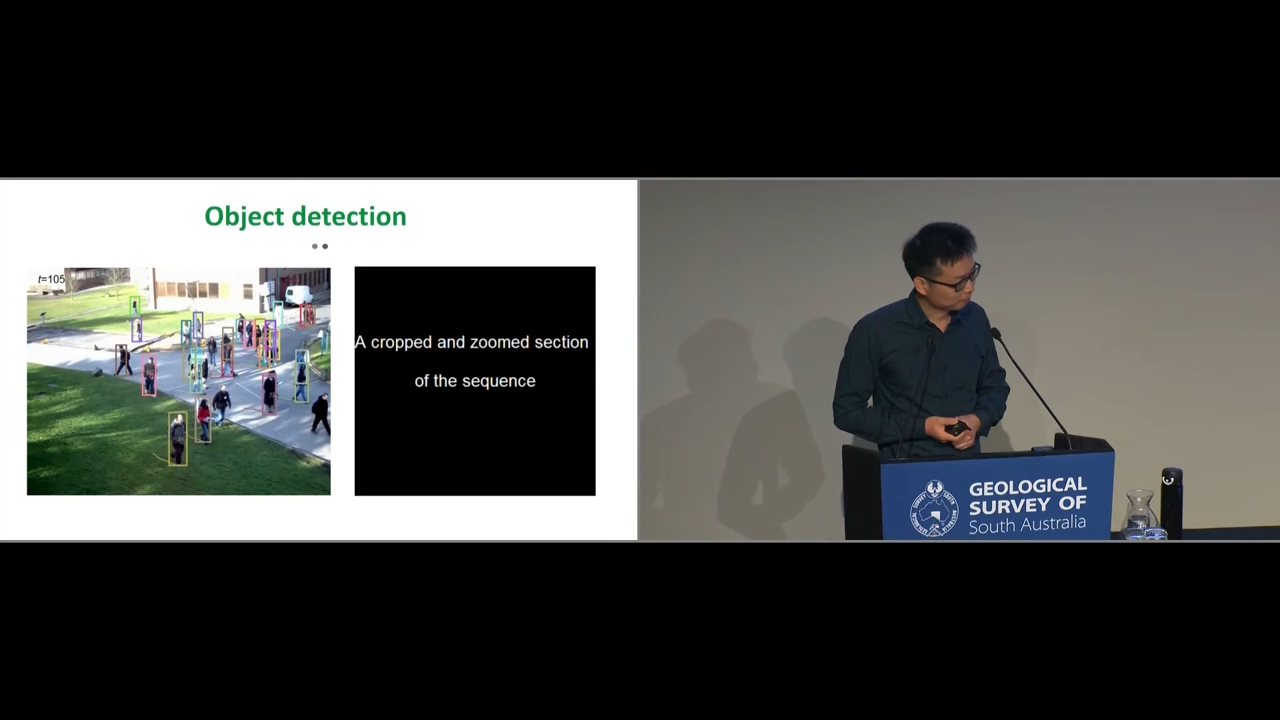 Object detection
t=105
A cropped and zoomed section
of the sequence
GEOLOGICAL
SURVEY OF
South Australia